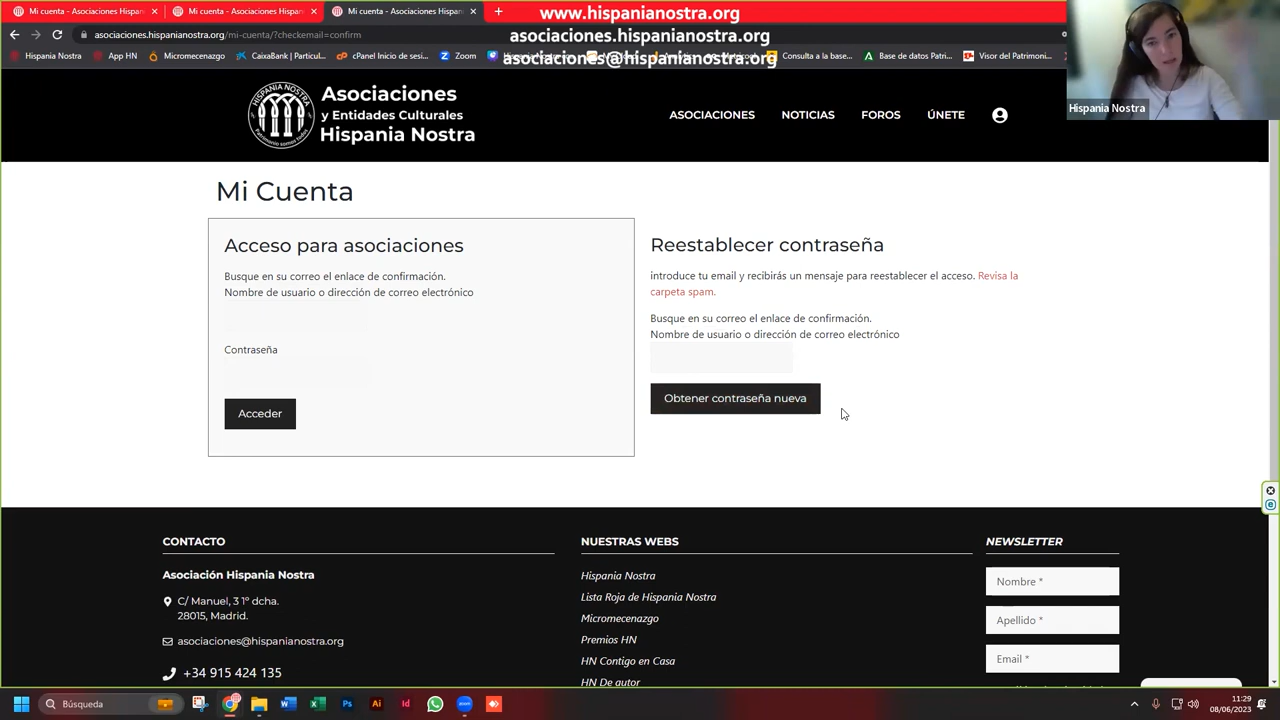 Mi cuenta - Asociaciones Hispani
Mi cuenta - Asociaciones Hispan
Mi cuenta - Asociaciones Hispan
www.hispanianostra.org
asociaciones.hispanianostra.org/mi-cuenta/?checkemail=confirm
asociaciones.hispanianostra.org
Hispania Nostra
App HN
Micromecenazgo
CaixaBank | Particul...
cPanel Inicio de sesi...
Zoom
asociaciones@hispanianostra.org
Consulta a la base...
Base de datos Patri...
Visor del Patrimoni...
Hispania Nostra
HISPANIA NOSTRA
Asociaciones
y Entidades Culturales
Hispania Nostra
ASOCIACIONES
NOTICIAS
FOROS
ÚNETE
Mi Cuenta
Acceso para asociaciones
Busque en su correo el enlace de confirmación.
Nombre de usuario o dirección de correo electrónico
Contraseña
Acceder
Reestablecer contraseña
introduce tu email y recibirás un mensaje para reestablecer el acceso. Revisa la
carpeta spam.
Busque en su correo el enlace de confirmación.
Nombre de usuario o dirección de correo electrónico
Obtener contraseña nueva
CONTACTO
Asociación Hispania Nostra
C/ Manuel, 3 1º dcha.
28015, Madrid.
asociaciones@hispanianostra.org
+34 915 424 135
NUESTRAS WEBS
Hispania Nostra
Lista Roja de Hispania Nostra
Micromecenazgo
Premios HN
HN Contigo en Casa
HN De autor
NEWSLETTER
Nombre *
Apellido *
Email *
Búsqueda
11:29
08/06/2023